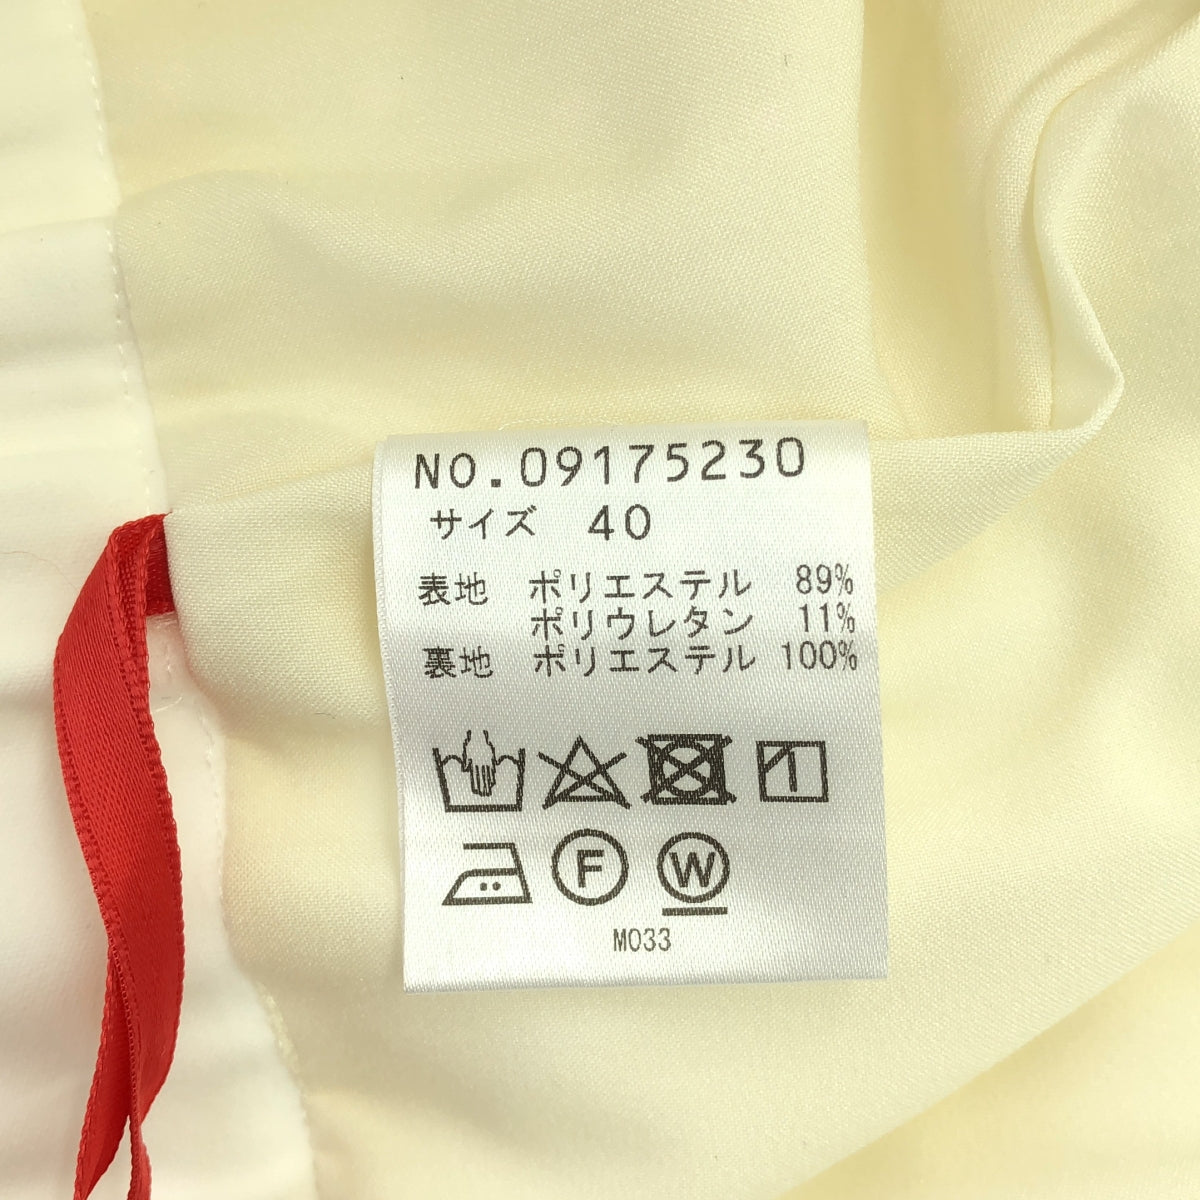 NO.09175230
サイズ 40
表地 ポリエステル 89%
ポリウレタン 11%
裏地 ポリエステル 100%
F W
M033